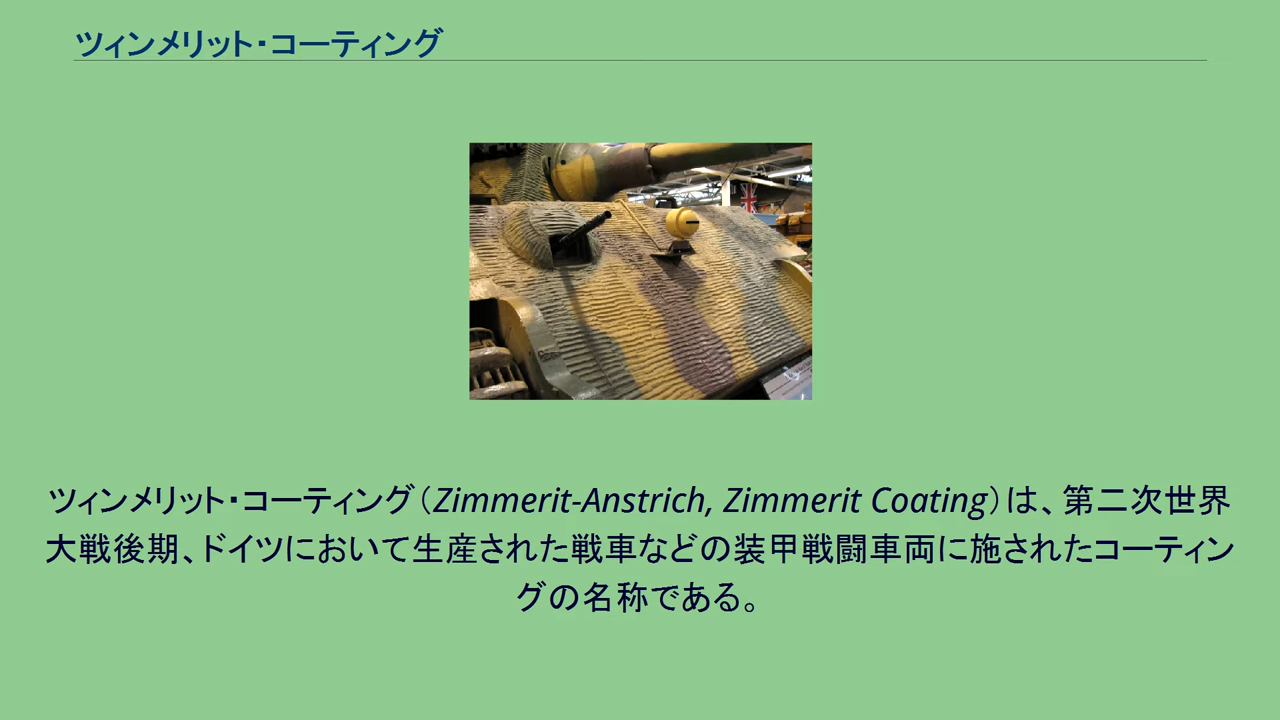 ツィンメリット・コーティング
ツィンメリット・コーティング（Zimmerit-Anstrich, Zimmerit Coating）は、第二次世界
大戦後期、ドイツにおいて生産された戦車などの装甲戦闘車両に施されたコーティン
グの名称である。